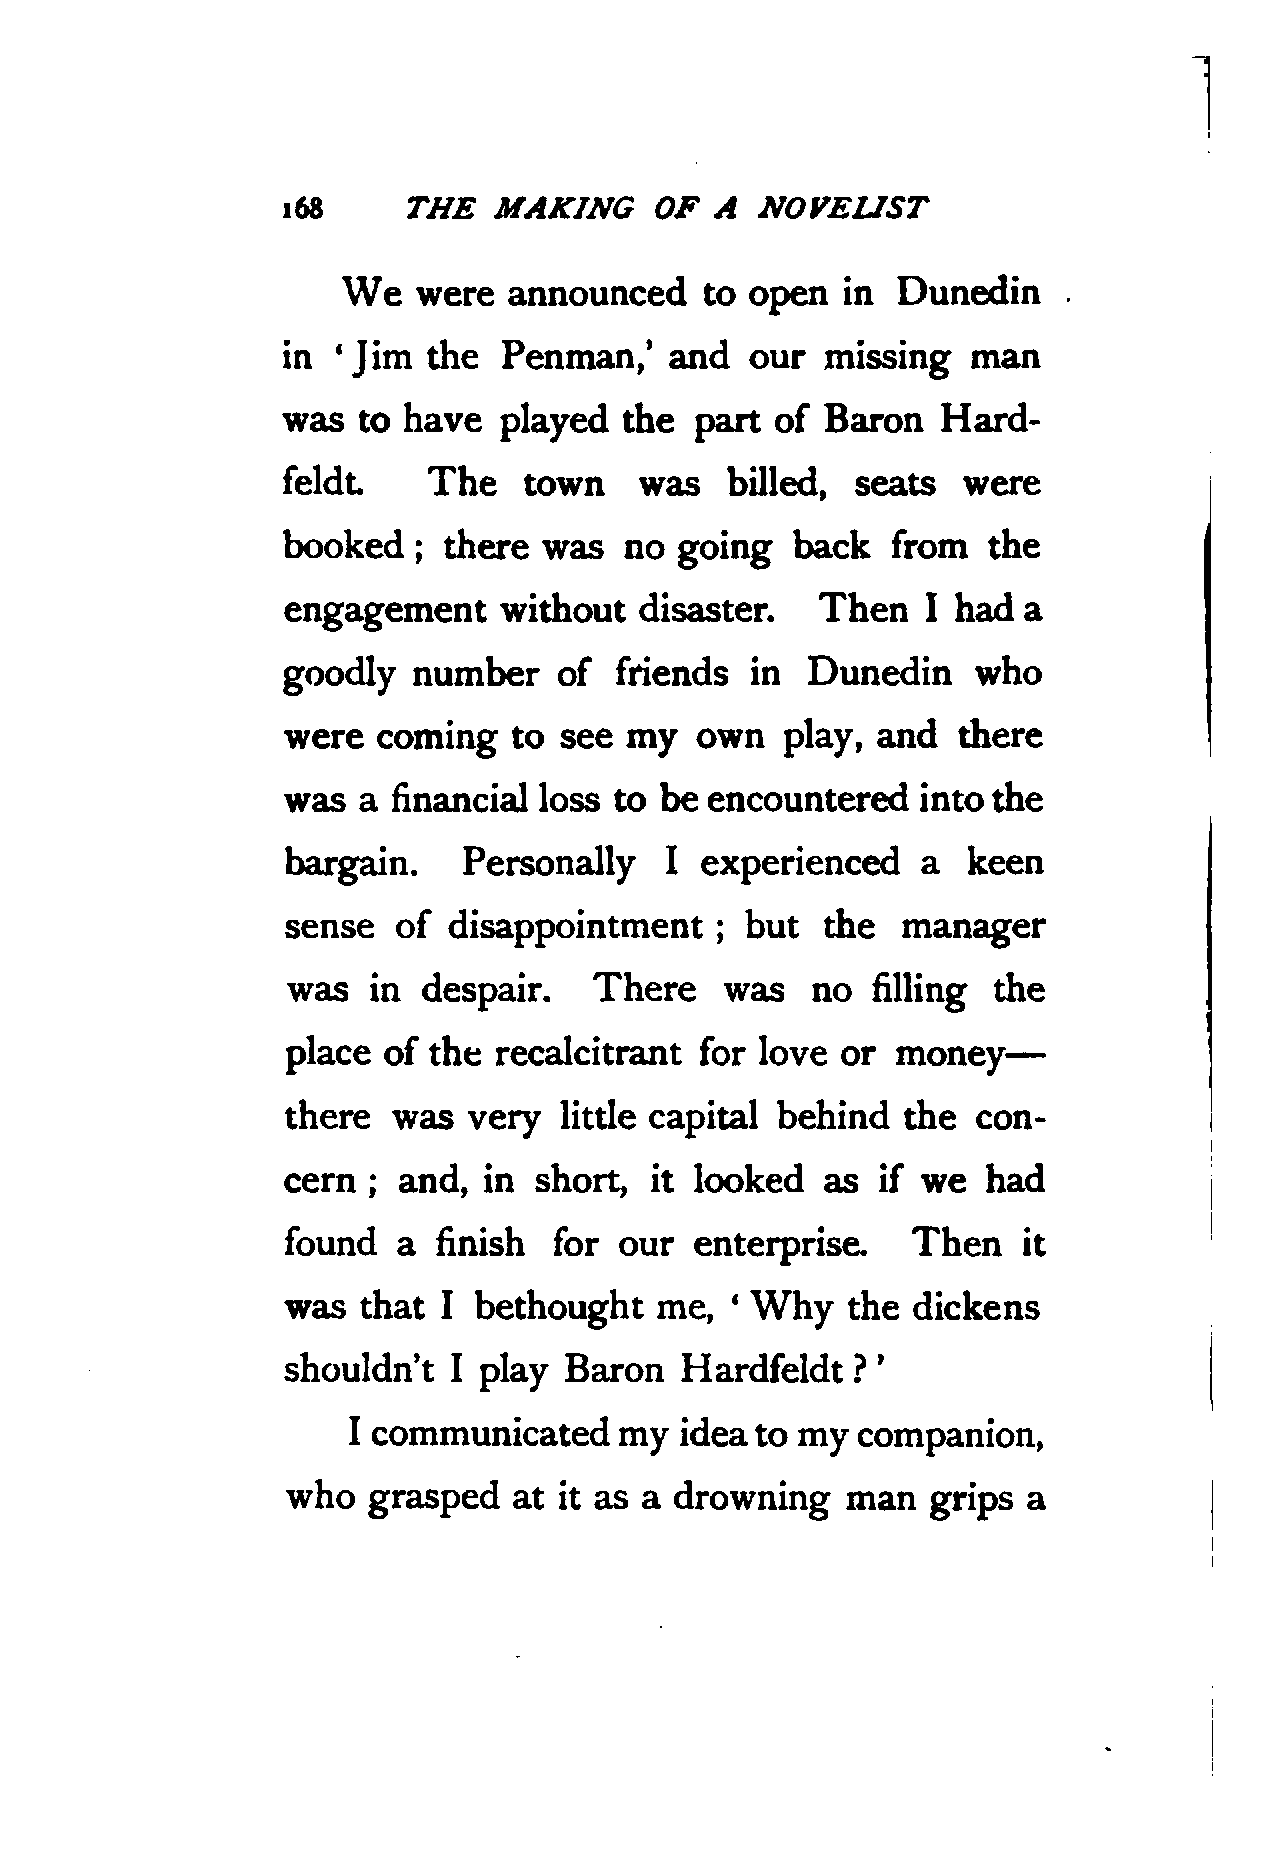 168 THE MAKING OF A NOVELIST
We were announced to open in Dunedin
in ‘Jim the Penman,’ and our missing man
was to have played the part of Baron Hard-
feldt. The town was billed, seats were
booked ; there was no going back from the
engagement without disaster. Then I had a
goodly number of friends in Dunedin who
were coming to see my own play, and there
was a financial loss to be encountered into the
bargain. Personally I experienced a keen
sense of disappointment ; but the manager
was in despair. There was no filling the
place of the recalcitrant for love or money—
there was very little capital behind the con-
cern ; and, in short, it looked as if we had
found a finish for our enterprise. Then it
was that I bethought me, ‘Why the dickens
shouldn't I play Baron Hardfeldt ?’
I communicated my idea to my companion,
who grasped at it as a drowning man grips a